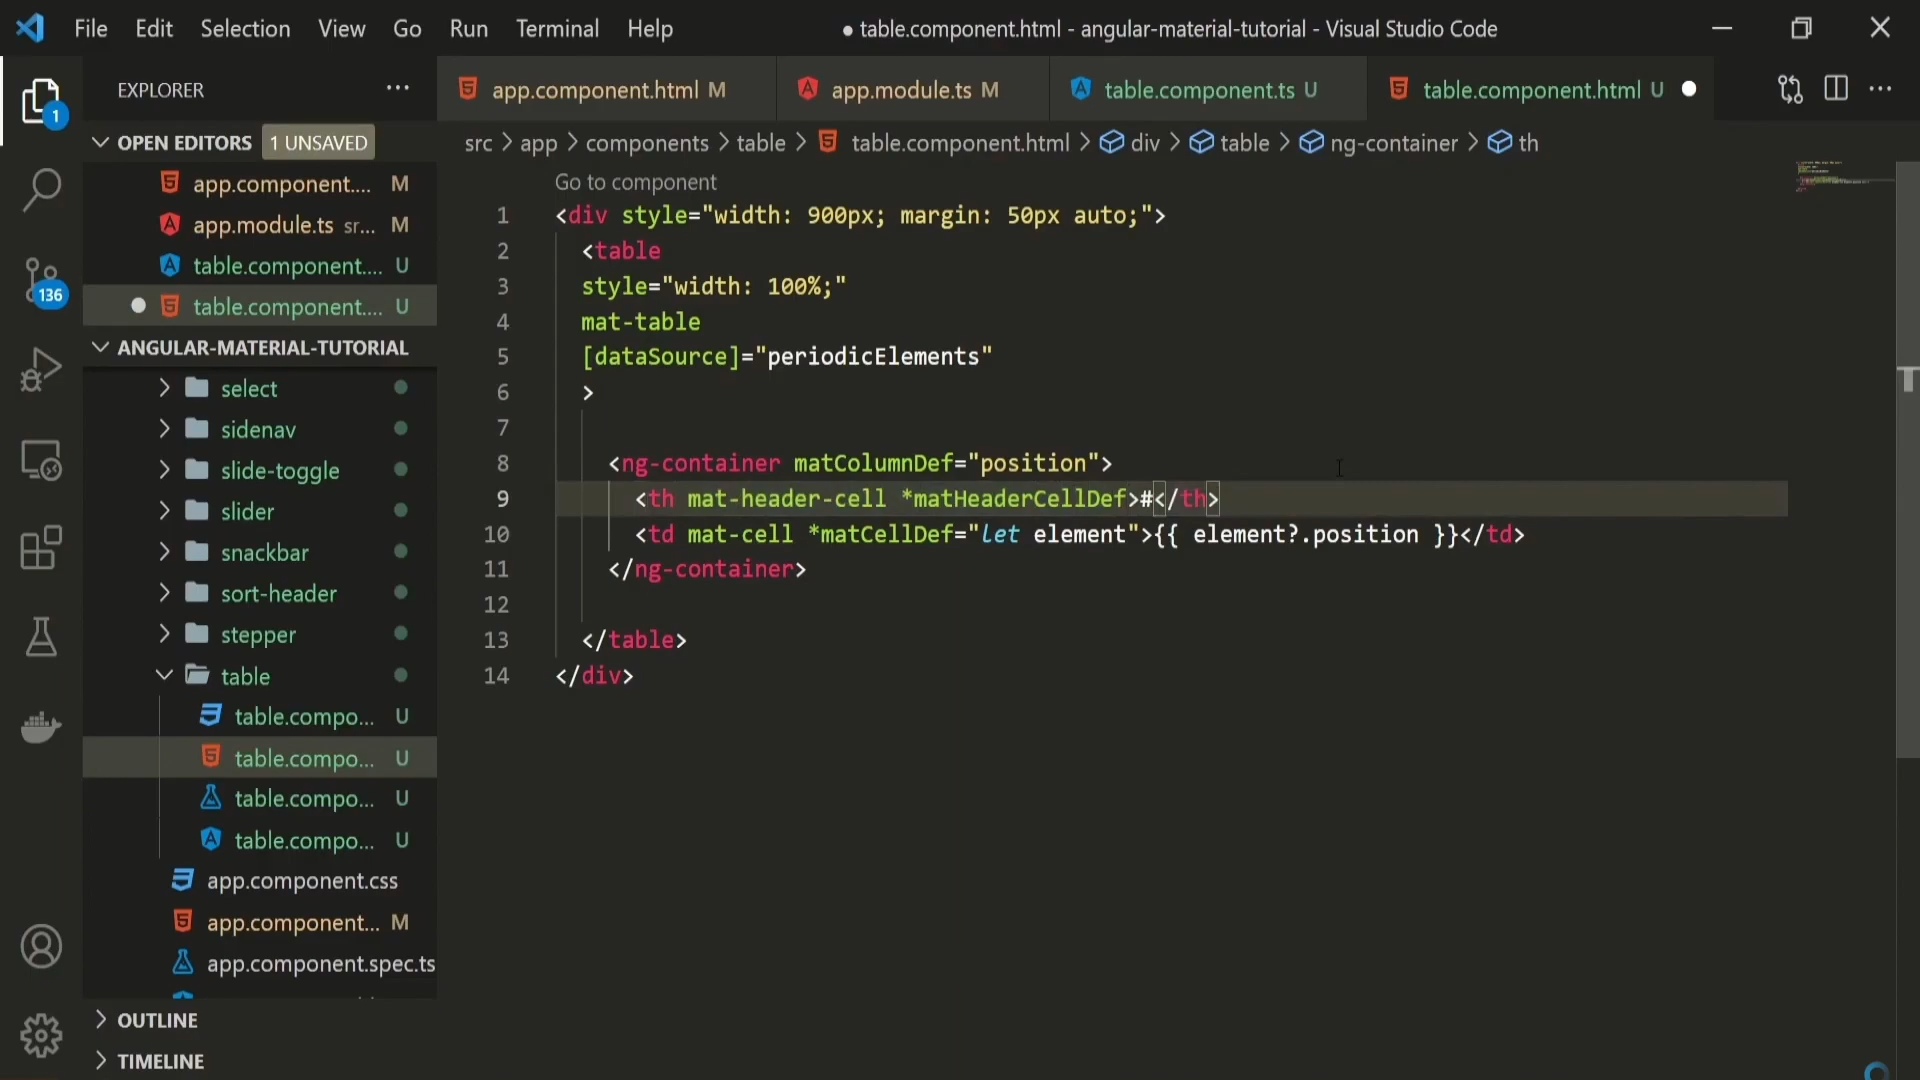 File Edit Selection View Go Run Terminal Help ● table.component.html - angular-material-tutorial - Visual Studio Code
EXPLORER ···
1
OPEN EDITORS 1 UNSAVED
app.component.... M
app.module.ts sr... M
table.component.... U
table.component.... U
136
ANGULAR-MATERIAL-TUTORIAL
select
sidenav
slide-toggle
slider
snackbar
sort-header
stepper
table
table.compo... U
table.compo... U
table.compo... U
table.compo... U
app.component.css
app.component... M
app.component.spec.ts
OUTLINE
TIMELINE
app.component.html M app.module.ts M table.component.ts U table.component.html U ●
src > app > components > table > table.component.html > div > table > ng-container > th
Go to component
1 <div style="width: 900px; margin: 50px auto;">
2 <table
3 style="width: 100%;"
4 mat-table
5 [dataSource]="periodicElements"
6 >
7
8 <ng-container matColumnDef="position">
9 <th mat-header-cell *matHeaderCellDef>#</th>
10 <td mat-cell *matCellDef="let element">{{ element?.position }}</td>
11 </ng-container>
12
13 </table>
14 </div>